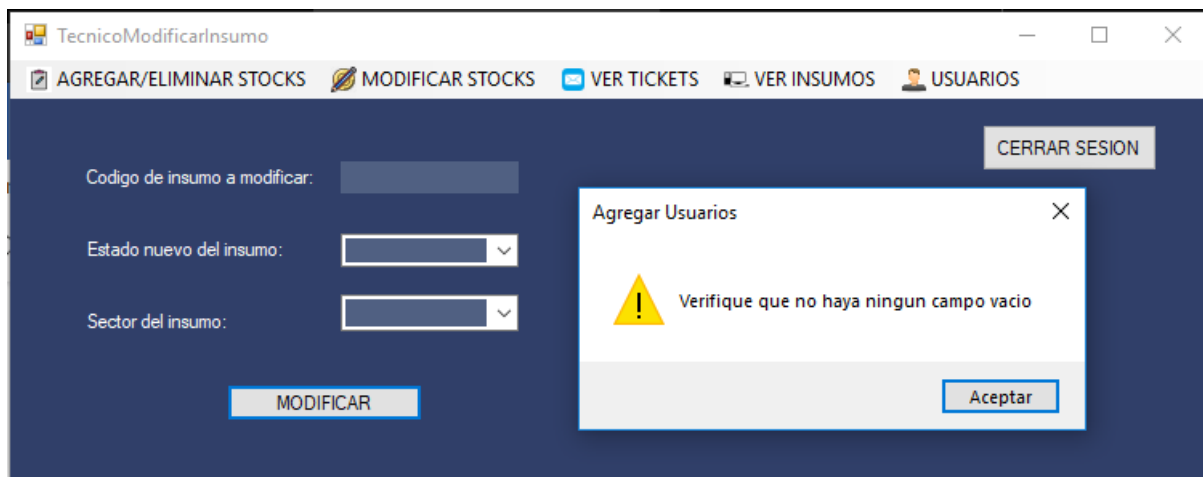 TecnicoModificarInsumo
AGREGAR/ELIMINAR STOCKS MODIFICAR STOCKS VER TICKETS VER INSUMOS USUARIOS
CERRAR SESION
Codigo de insumo a modificar:
Estado nuevo del insumo:
Sector del insumo:
MODIFICAR
Agregar Usuarios
Verifique que no haya ningun campo vacio
Aceptar